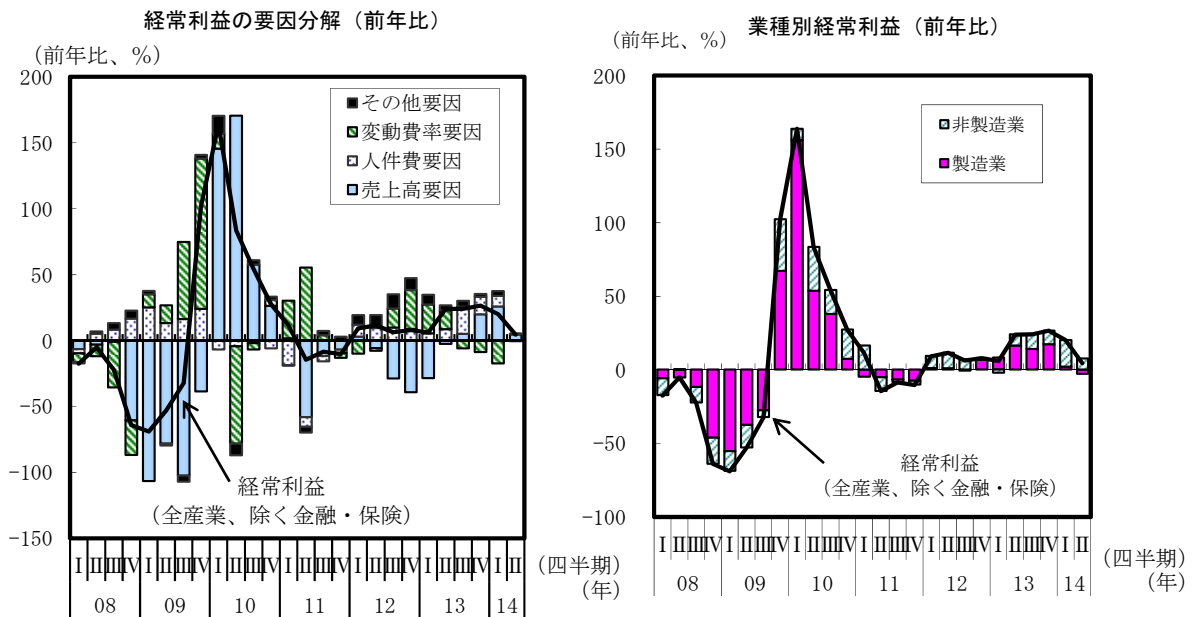 経常利益の要因分解（前年比）
（前年比、%）
200
150
100
50
0
-50
-100
-150
その他要因
変動費率要因
人件費要因
売上高要因
経常利益
（全産業、除く金融・保険）
Ⅰ Ⅱ Ⅲ Ⅳ Ⅰ Ⅱ Ⅲ Ⅳ Ⅰ Ⅱ Ⅲ Ⅳ Ⅰ Ⅱ Ⅲ Ⅳ Ⅰ Ⅱ Ⅲ Ⅳ Ⅰ Ⅱ Ⅲ Ⅳ Ⅰ Ⅱ （四半期）
08 09 10 11 12 13 14 （年）
業種別経常利益（前年比）
（前年比、%）
200
150
100
50
0
-50
-100
非製造業
製造業
経常利益
（全産業、除く金融・保険）
Ⅰ Ⅱ Ⅲ Ⅳ Ⅰ Ⅱ Ⅲ Ⅳ Ⅰ Ⅱ Ⅲ Ⅳ Ⅰ Ⅱ Ⅲ Ⅳ Ⅰ Ⅱ Ⅲ Ⅳ Ⅰ Ⅱ Ⅲ Ⅳ Ⅰ Ⅱ （四半期）
08 09 10 11 12 13 14 （年）